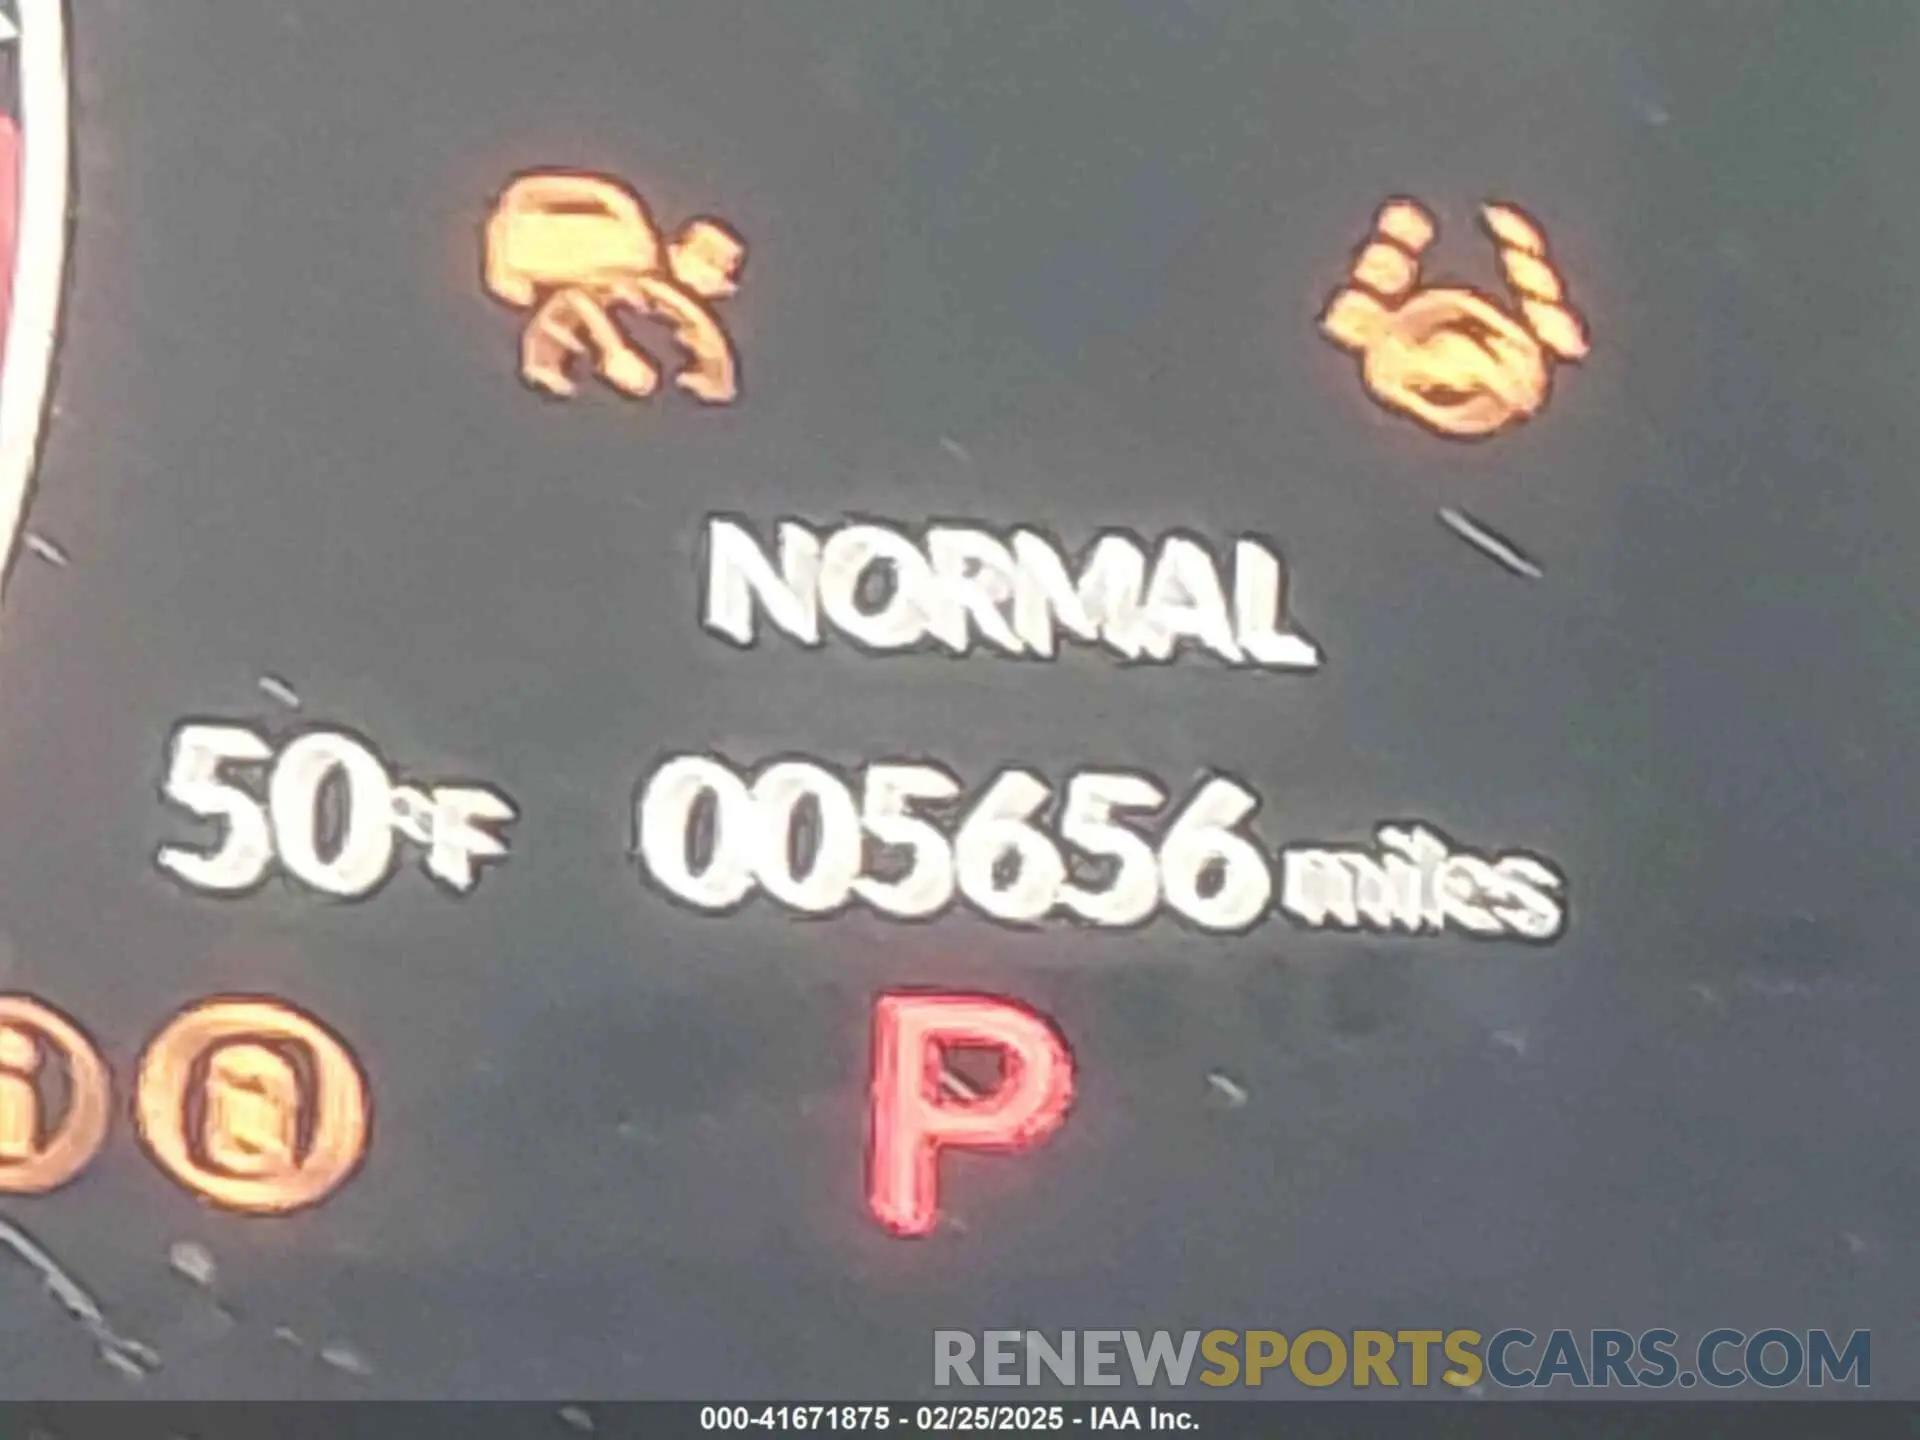 NORMAL
50°F 005656 miles
i
P
RENEWSPORTSCARS.COM
000-41671875 - 02/25/2025 - IAA Inc.